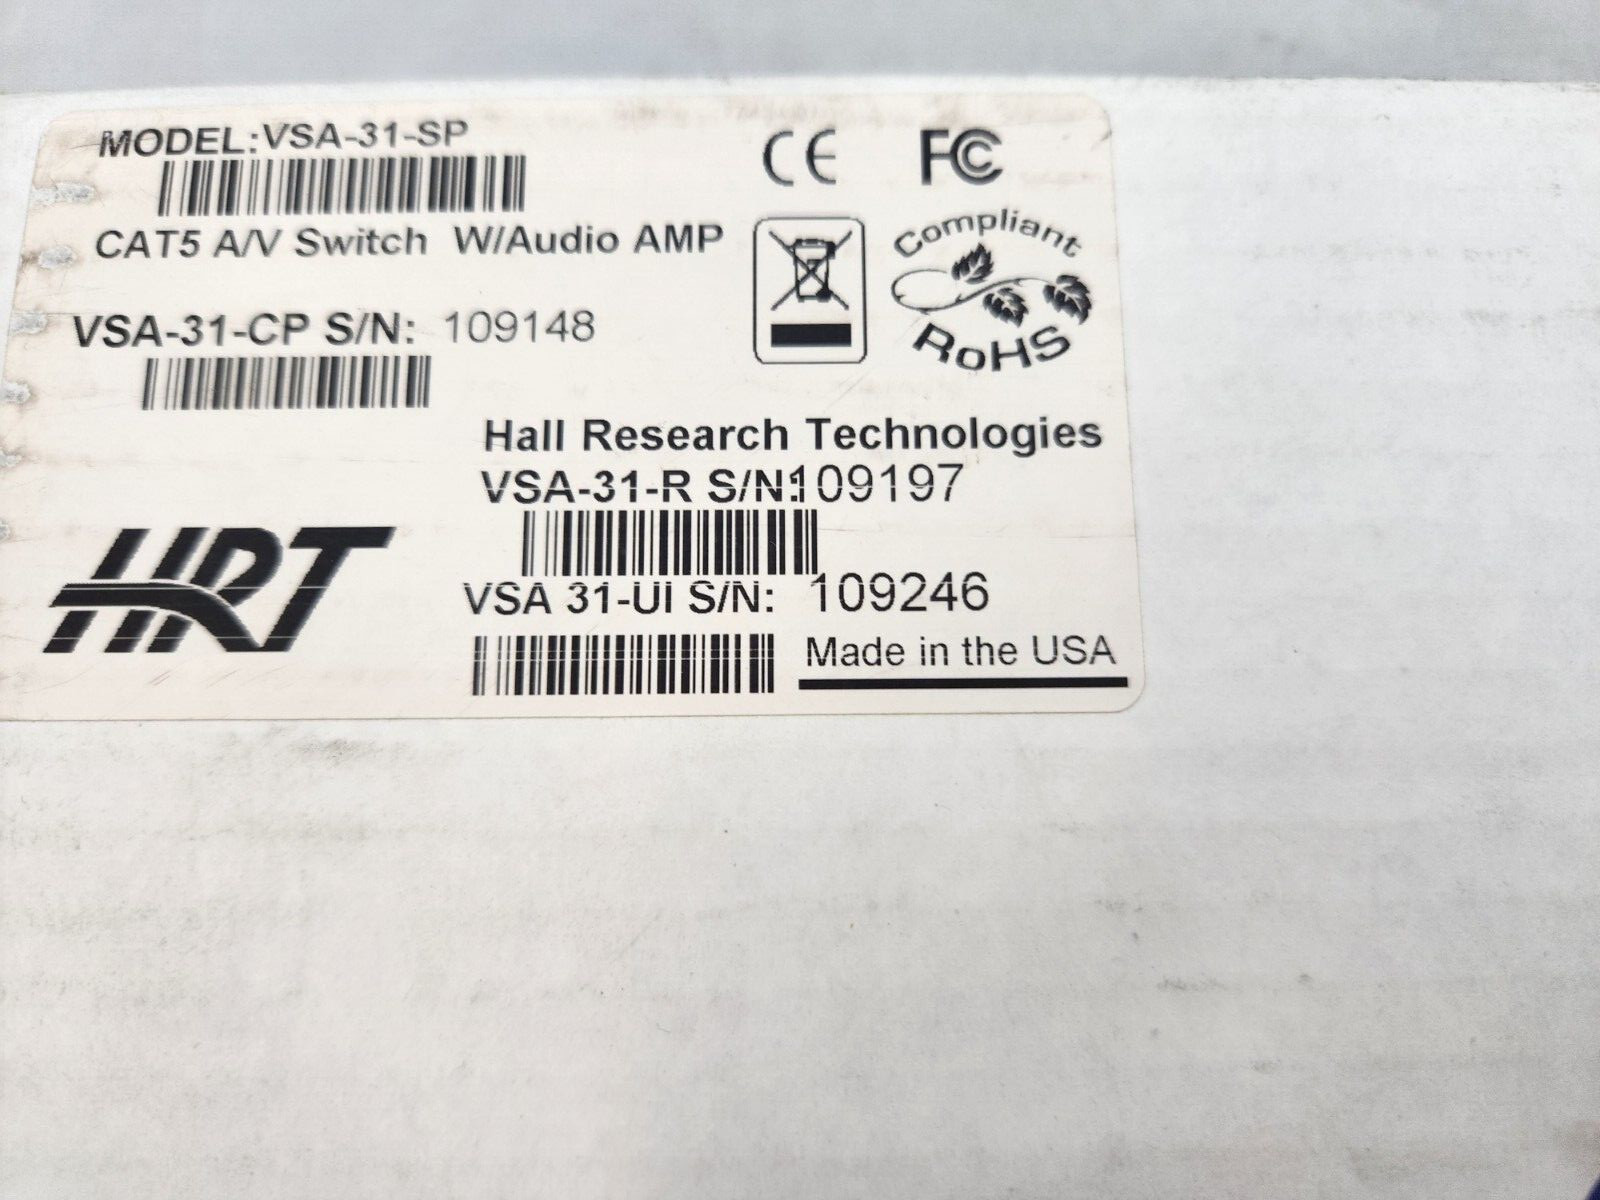 MODEL:VSA-31-SP
CE FC
CAT5 A/V Switch W/Audio AMP
Compliant
RoHS
VSA-31-CP S/N: 109148
Hall Research Technologies
VSA-31-R S/N:109197
HRT
VSA 31-UI S/N: 109246
Made in the USA